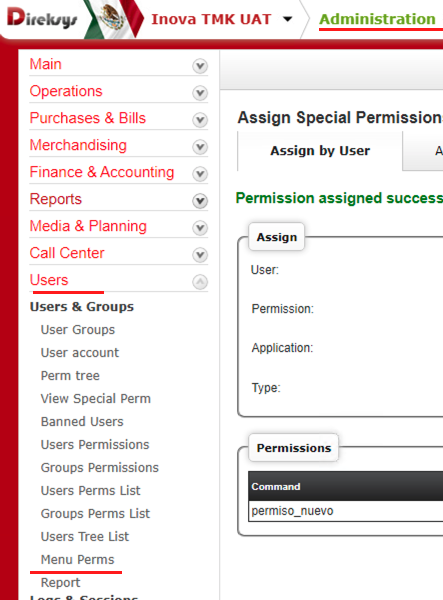 Direksys
Inova TMK UAT
Administration
Main
Operations
Purchases & Bills
Merchandising
Finance & Accounting
Reports
Media & Planning
Call Center
Users
Users & Groups
User Groups
User account
Perm tree
View Special Perm
Banned Users
Users Permissions
Groups Permissions
Users Perms List
Groups Perms List
Users Tree List
Menu Perms
Report
Logs & Sessions
Assign Special Permissions
Assign by User
A
Permission assigned success
Assign
User:
Permission:
Application:
Type:
Permissions
Command
permiso_nuevo